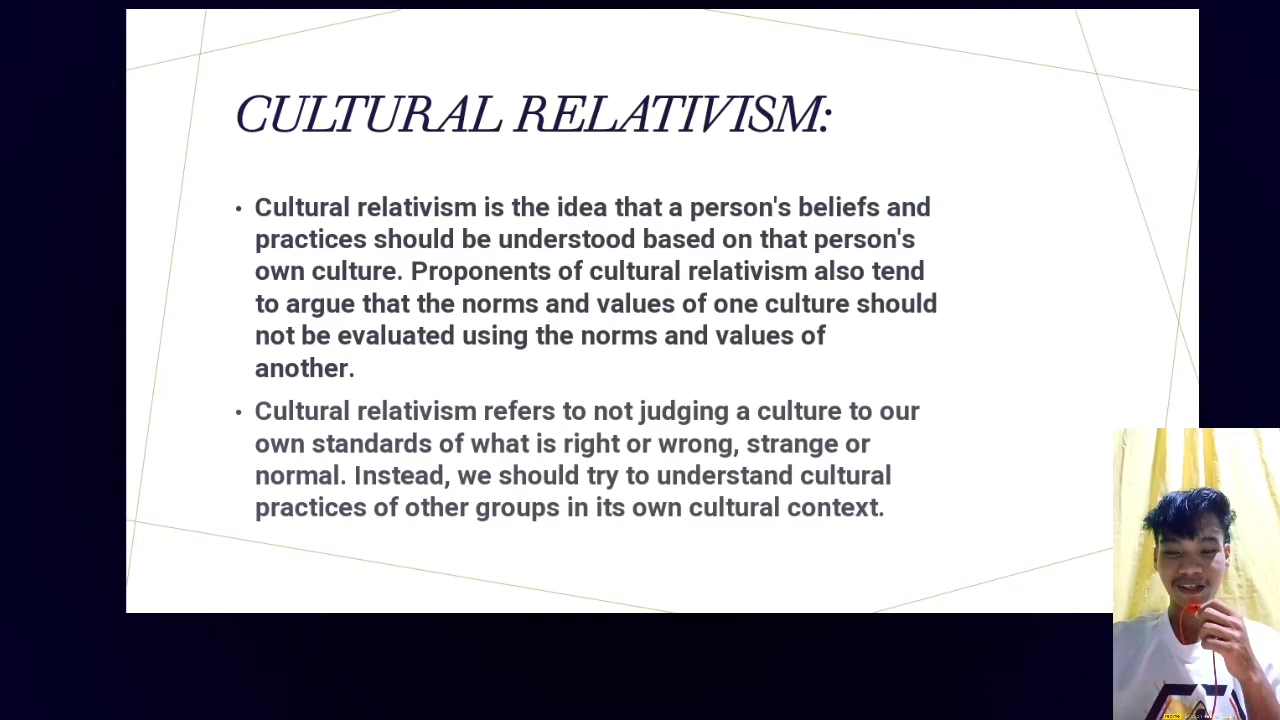 CULTURAL RELATIVISM:
• Cultural relativism is the idea that a person's beliefs and
practices should be understood based on that person's
own culture. Proponents of cultural relativism also tend
to argue that the norms and values of one culture should
not be evaluated using the norms and values of
another.
• Cultural relativism refers to not judging a culture to our
own standards of what is right or wrong, strange or
normal. Instead, we should try to understand cultural
practices of other groups in its own cultural context.